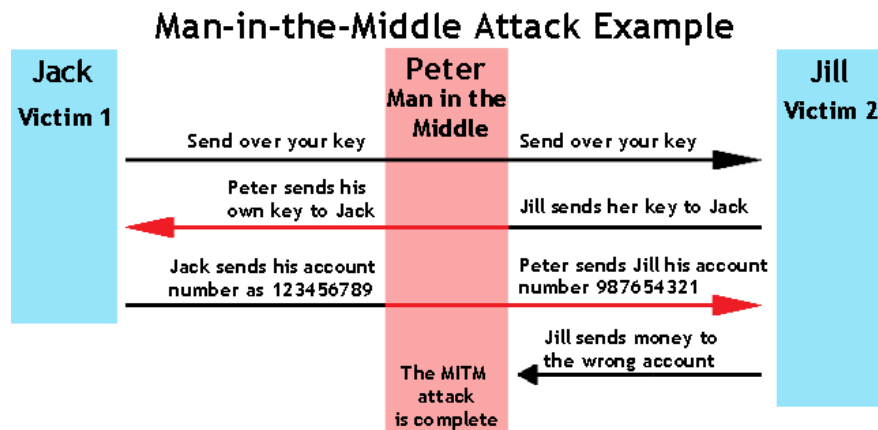 Man-in-the-Middle Attack Example
Jack
Victim 1
Peter
Man in the
Middle
Jill
Victim 2
Send over your key
Send over your key
Peter sends his
own key to Jack
Jill sends her key to Jack
Jack sends his account
number as 123456789
Peter sends Jill his account
number 987654321
Jill sends money to
the wrong account
The MITM
attack
is complete